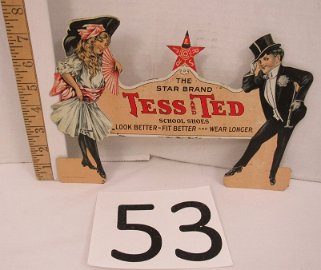 THE
STAR BRAND
TESS AND TED
SCHOOL SHOES
LOOK BETTER-FIT BETTER AND WEAR LONGER
53